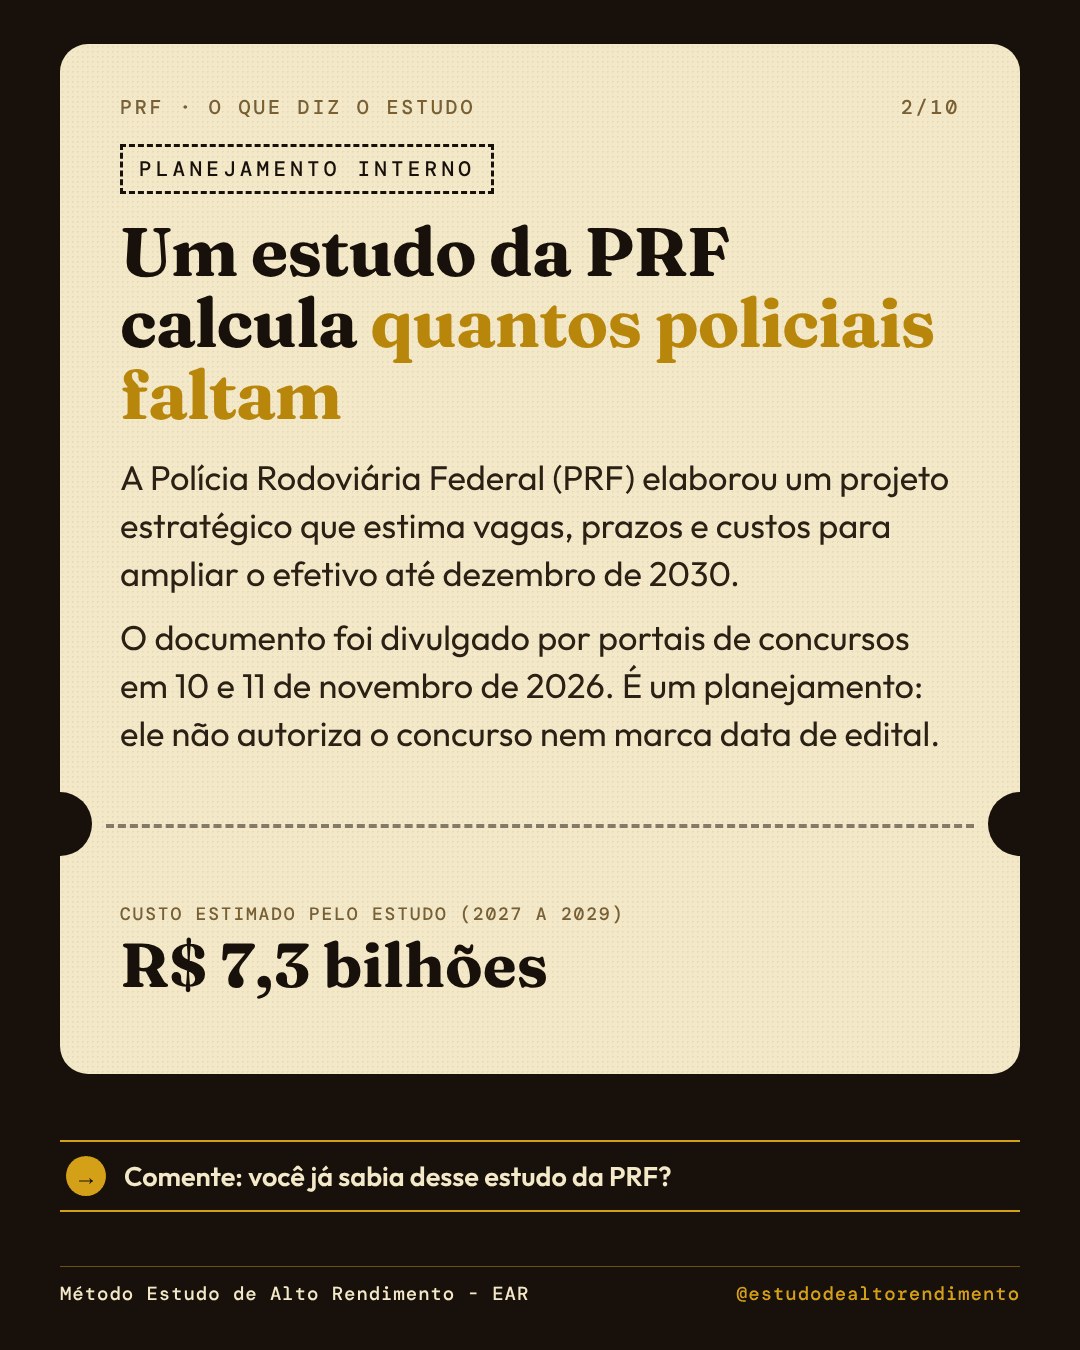 PRF · O QUE DIZ O ESTUDO
2/10
PLANEJAMENTO INTERNO
Um estudo da PRF
calcula quantos policiais
faltam
A Polícia Rodoviária Federal (PRF) elaborou um projeto
estratégico que estima vagas, prazos e custos para
ampliar o efetivo até dezembro de 2030.
O documento foi divulgado por portais de concursos
em 10 e 11 de novembro de 2026. É um planejamento:
ele não autoriza o concurso nem marca data de edital.
CUSTO ESTIMADO PELO ESTUDO (2027 A 2029)
R$ 7,3 bilhões
→ Comente: você já sabia desse estudo da PRF?
Método Estudo de Alto Rendimento - EAR
@estudodealtorendimento